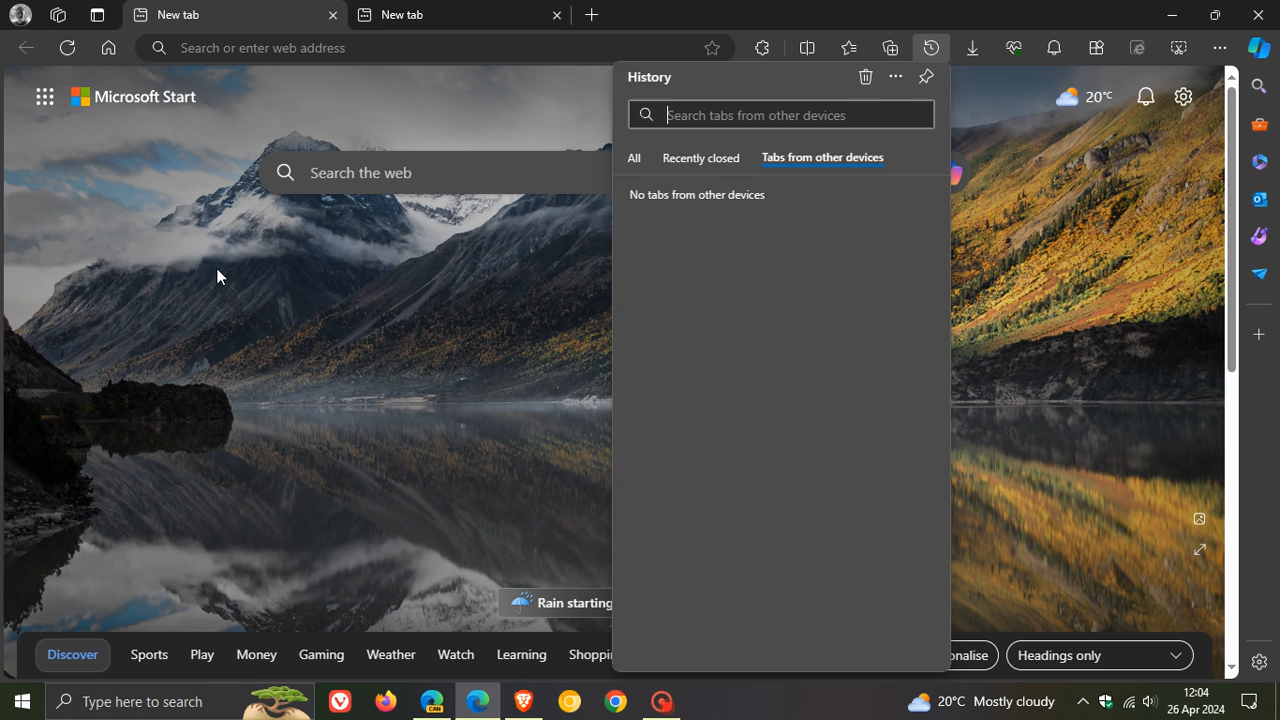 New tab
New tab
Search or enter web address
Microsoft Start
20°C
Search the web
History
Search tabs from other devices
All
Recently closed
Tabs from other devices
No tabs from other devices
Rain starting
Discover
Sports
Play
Money
Gaming
Weather
Watch
Learning
Shoppi
onalise
Headings only
Type here to search
CAN
20°C Mostly cloudy
12:04
26 Apr 2024